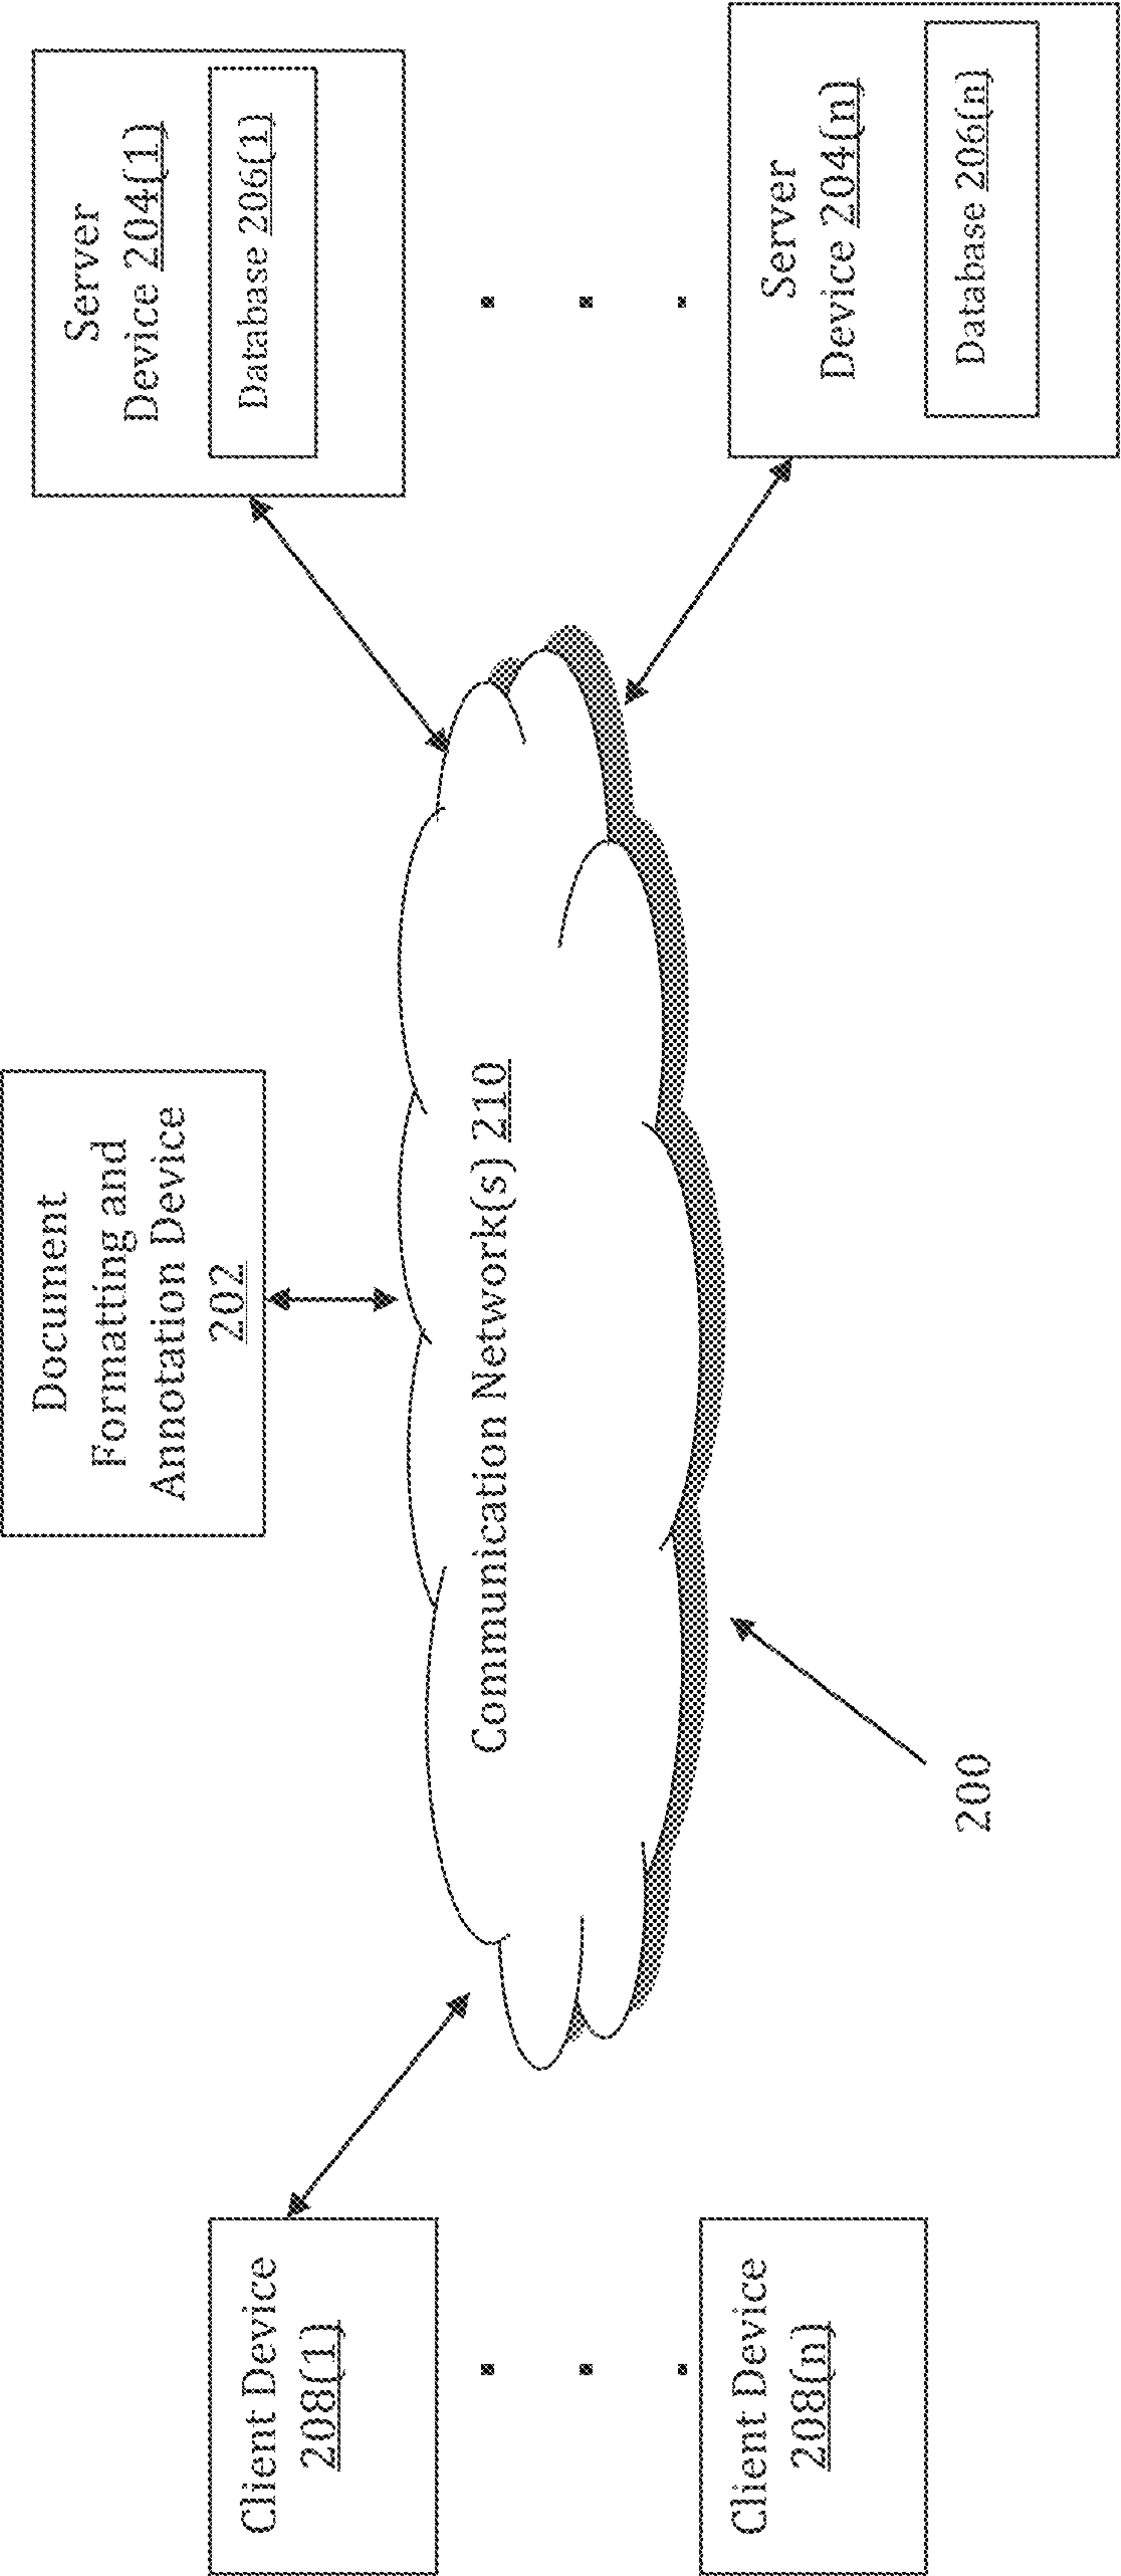 Document
Formatting and
Annotation Device
202
Client Device
208(1)
Client Device
208(n)
Communication Network(s) 210
200
Server
Device 204(1)
Database 206(1)
Server
Device 204(n)
Database 206(n)